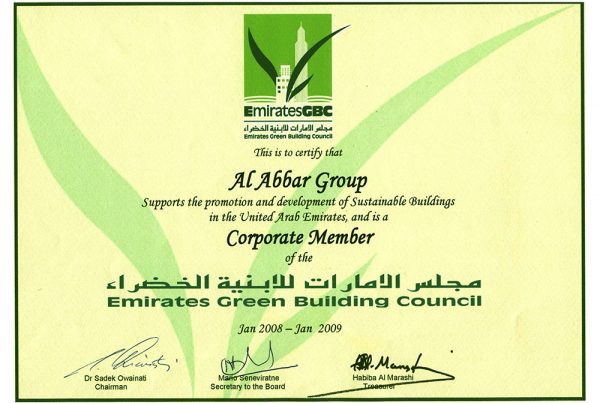 EmiratesGBC
مجلس الامارات للابنية الخضراء
Emirates Green Building Council
This is to certify that
Al Abbar Group
Supports the promotion and development of Sustainable Buildings
in the United Arab Emirates, and is a
Corporate Member
of the
مجلس الامارات للابنية الخضراء
Emirates Green Building Council
Jan 2008 – Jan 2009
Dr Sadek Owainati
Mario Seneviratne
Habiba Al Marashi
Chairman
Secretary to the Board
Treasurer